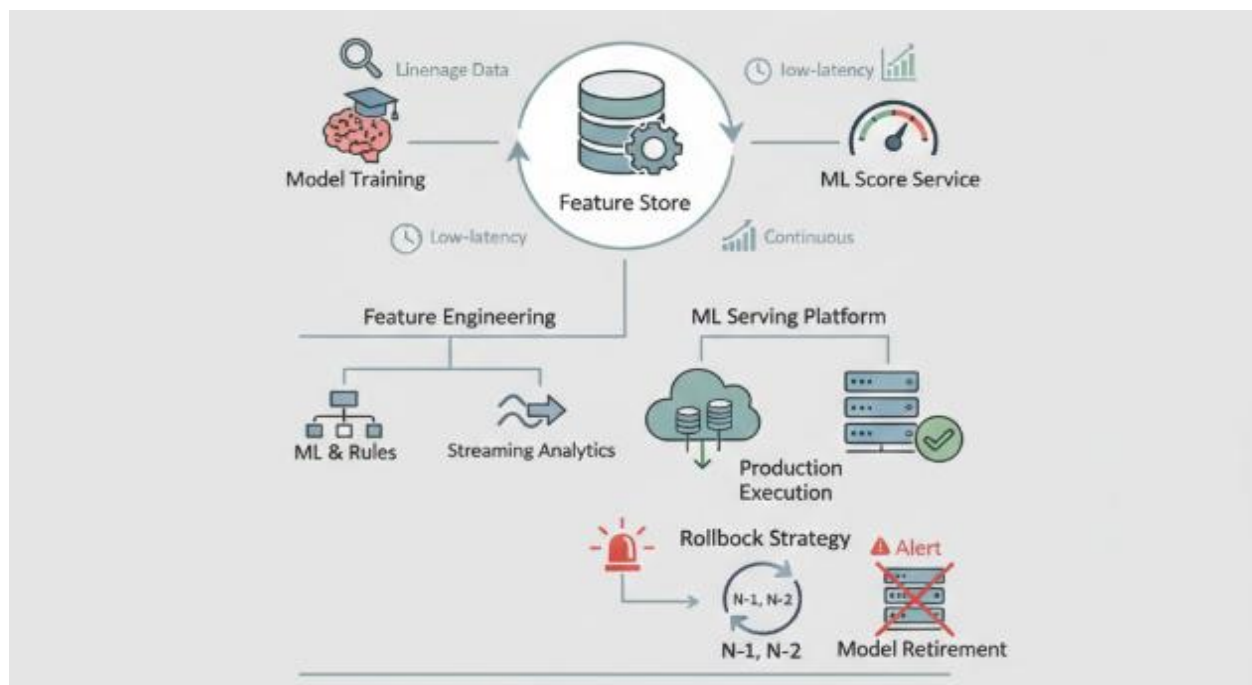 Linenage Data
low-latency
Model Training
Feature Store
ML Score Service
Low-latency
Continuous
Feature Engineering
ML Serving Platform
ML & Rules
Streaming Analytics
Production
Execution
Rollbock Strategy
Alert
N-1, N-2
N-1, N-2
Model Retirement